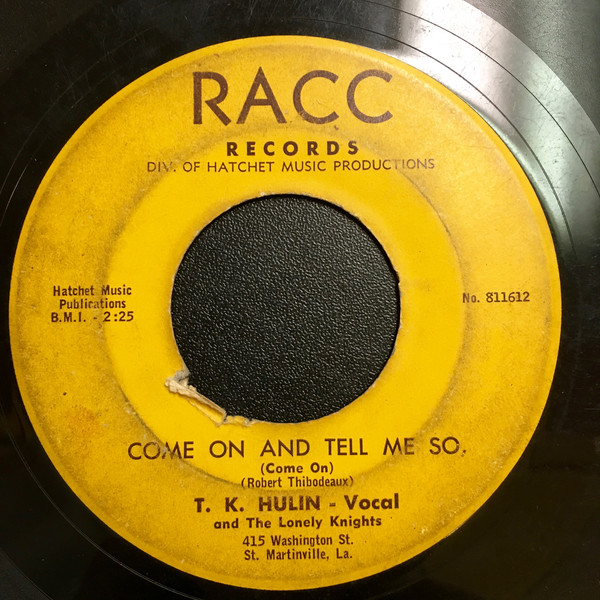 RACC
RECORDS
DIV. OF HATCHET MUSIC PRODUCTIONS
Hatchet Music
Publications
B.M.I. - 2:25
No. 811612
COME ON AND TELL ME SO.
(Come On)
(Robert Thibodeaux)
T. K. HULIN - Vocal
and The Lonely Knights
415 Washington St.
St. Martinville, La.